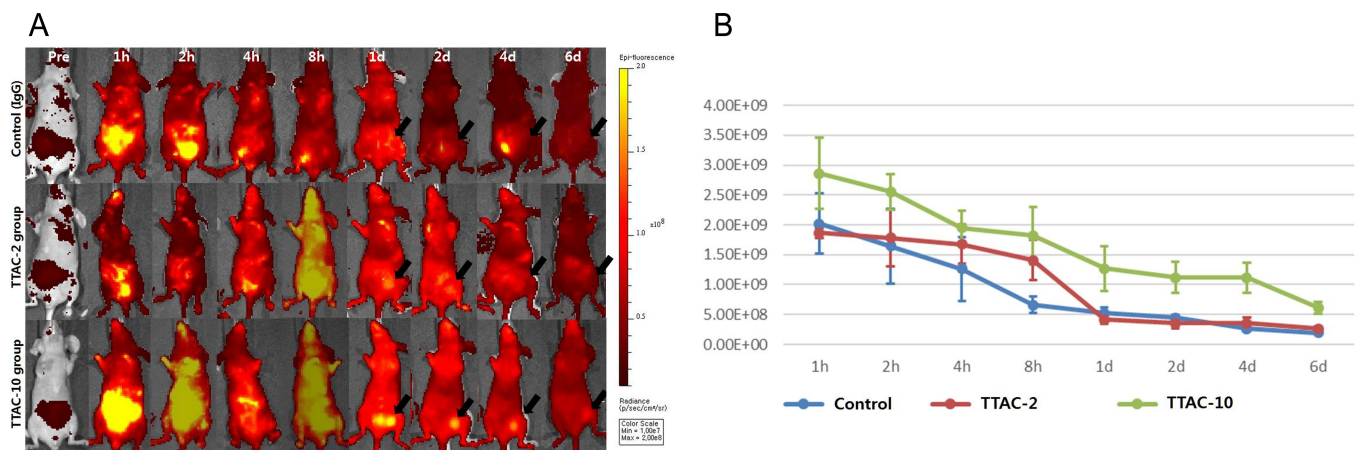 A
B
Pre 1h 2h 4h 8h 1d 2d 4d 6d
Control (IgG)
TTAC-2 group
TTAC-10 group
Epi-fluorescence
2.0
1.5
x10⁸
1.0
0.5
Radiance
(p/sec/cm²/sr)
Color Scale
Min = 1.00e7
Max = 2.00e8
4.00E+09
3.50E+09
3.00E+09
2.50E+09
2.00E+09
1.50E+09
1.00E+09
5.00E+08
0.00E+00
1h 2h 4h 8h 1d 2d 4d 6d
Control TTAC-2 TTAC-10